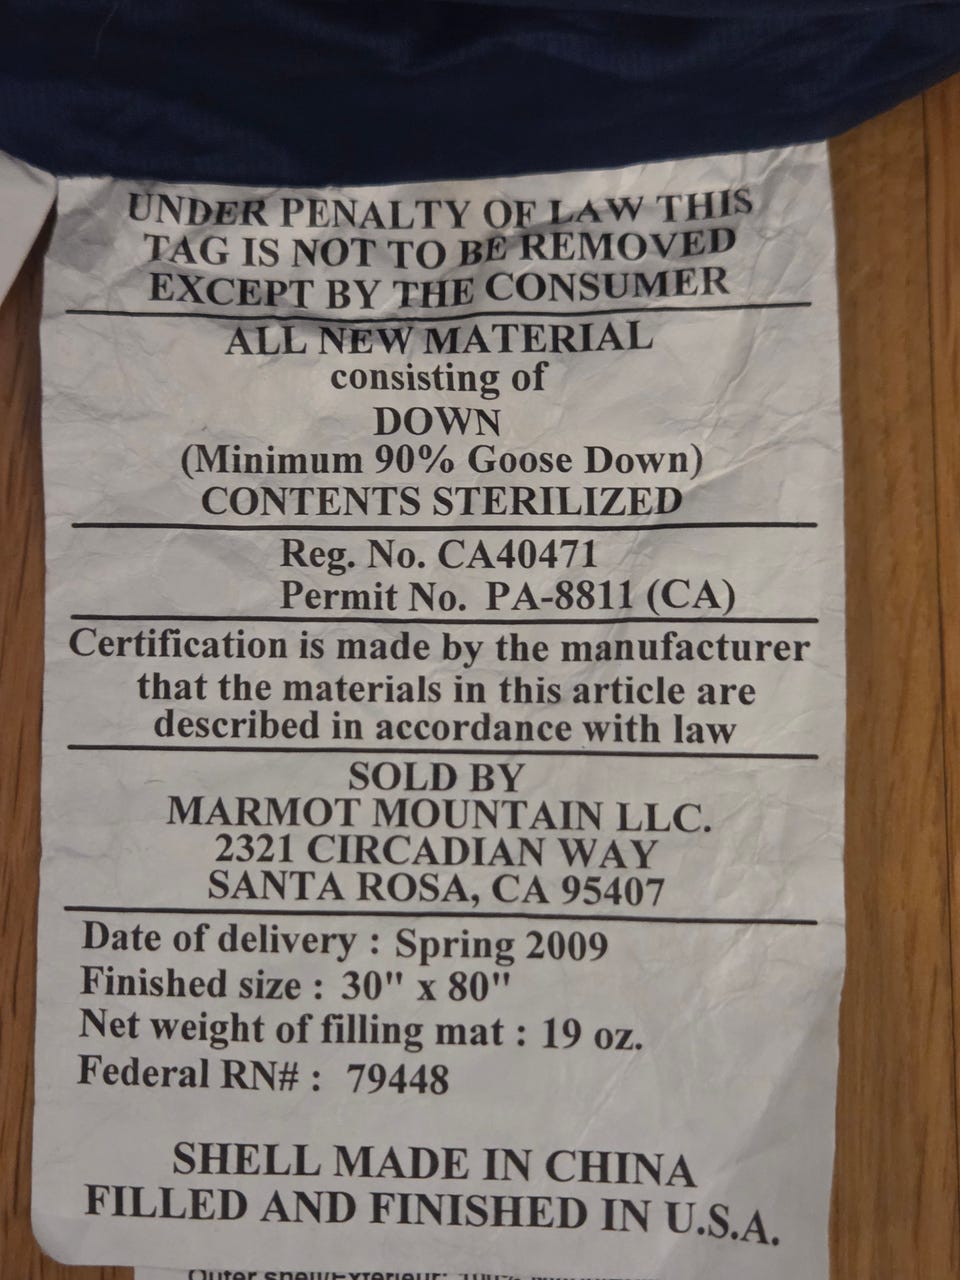 UNDER PENALTY OF LAW THIS
TAG IS NOT TO BE REMOVED
EXCEPT BY THE CONSUMER
ALL NEW MATERIAL
consisting of
DOWN
(Minimum 90% Goose Down)
CONTENTS STERILIZED
Reg. No. CA40471
Permit No. PA-8811 (CA)
Certification is made by the manufacturer
that the materials in this article are
described in accordance with law
SOLD BY
MARMOT MOUNTAIN LLC.
2321 CIRCADIAN WAY
SANTA ROSA, CA 95407
Date of delivery : Spring 2009
Finished size : 30" x 80"
Net weight of filling mat : 19 oz.
Federal RN# : 79448
SHELL MADE IN CHINA
FILLED AND FINISHED IN U.S.A.
Outer shell/Exterieur: 100%